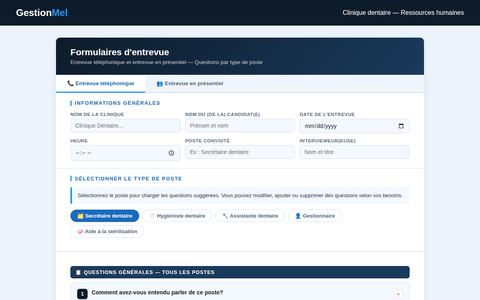 GestionMel
Clinique dentaire — Ressources humaines
Formulaires d'entrevue
Entrevue téléphonique et entrevue en présentiel — Questions par type de poste
Entrevue téléphonique
Entrevue en présentiel
INFORMATIONS GÉNÉRALES
NOM DE LA CLINIQUE
NOM DU (DE LA) CANDIDAT(E)
DATE DE L'ENTREVUE
Clinique Dentaire...
Prénom et nom
mm/dd/yyyy
HEURE
POSTE CONVOITÉ
INTERVIEWEUR(EUSE)
--:-- --
Ex : Secrétaire dentaire
Nom et titre
SÉLECTIONNER LE TYPE DE POSTE
Sélectionnez le poste pour charger les questions suggérées. Vous pouvez modifier, ajouter ou supprimer des questions selon vos besoins.
Secrétaire dentaire
Hygiéniste dentaire
Assistante dentaire
Gestionnaire
Aide à la stérilisation
QUESTIONS GÉNÉRALES — TOUS LES POSTES
1 Comment avez-vous entendu parler de ce poste?